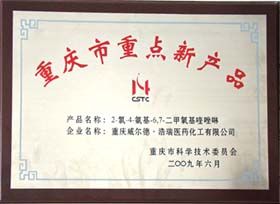 重庆市重点新产品
CSTC
产品名称：2-氯-4-氨基-6,7-二甲氧基喹唑啉
企业名称：重庆威尔德·浩瑞医药化工有限公司
重庆市科学技术委员会
二〇〇九年六月